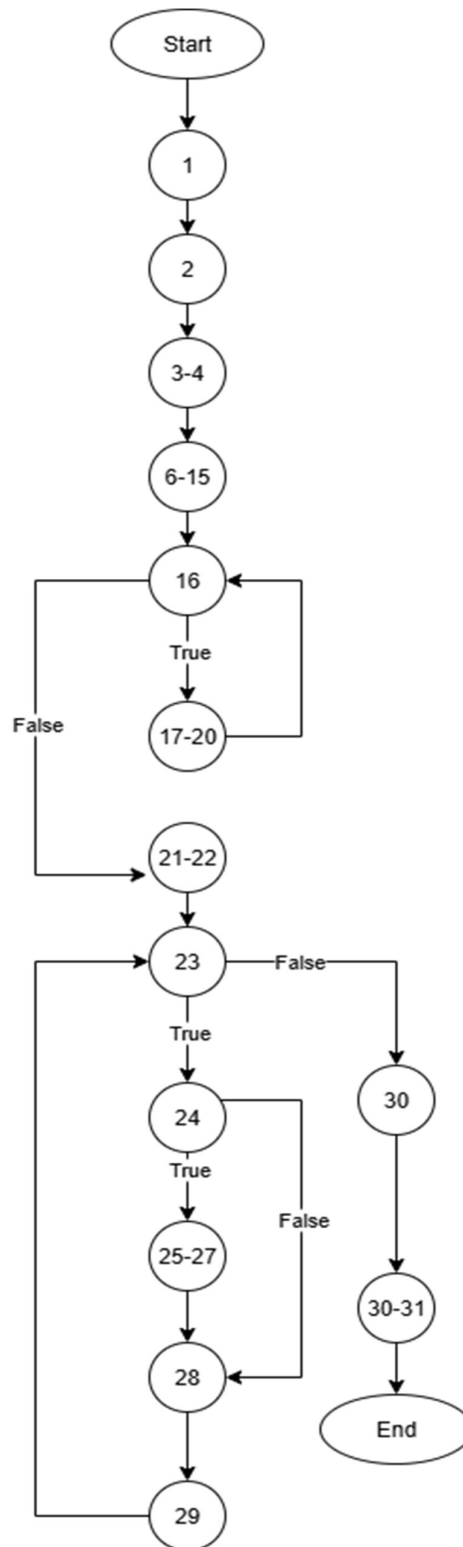 Start
1
2
3-4
6-15
16
True
False
17-20
21-22
23
False
True
24
30
True
False
25-27
30-31
28
End
29